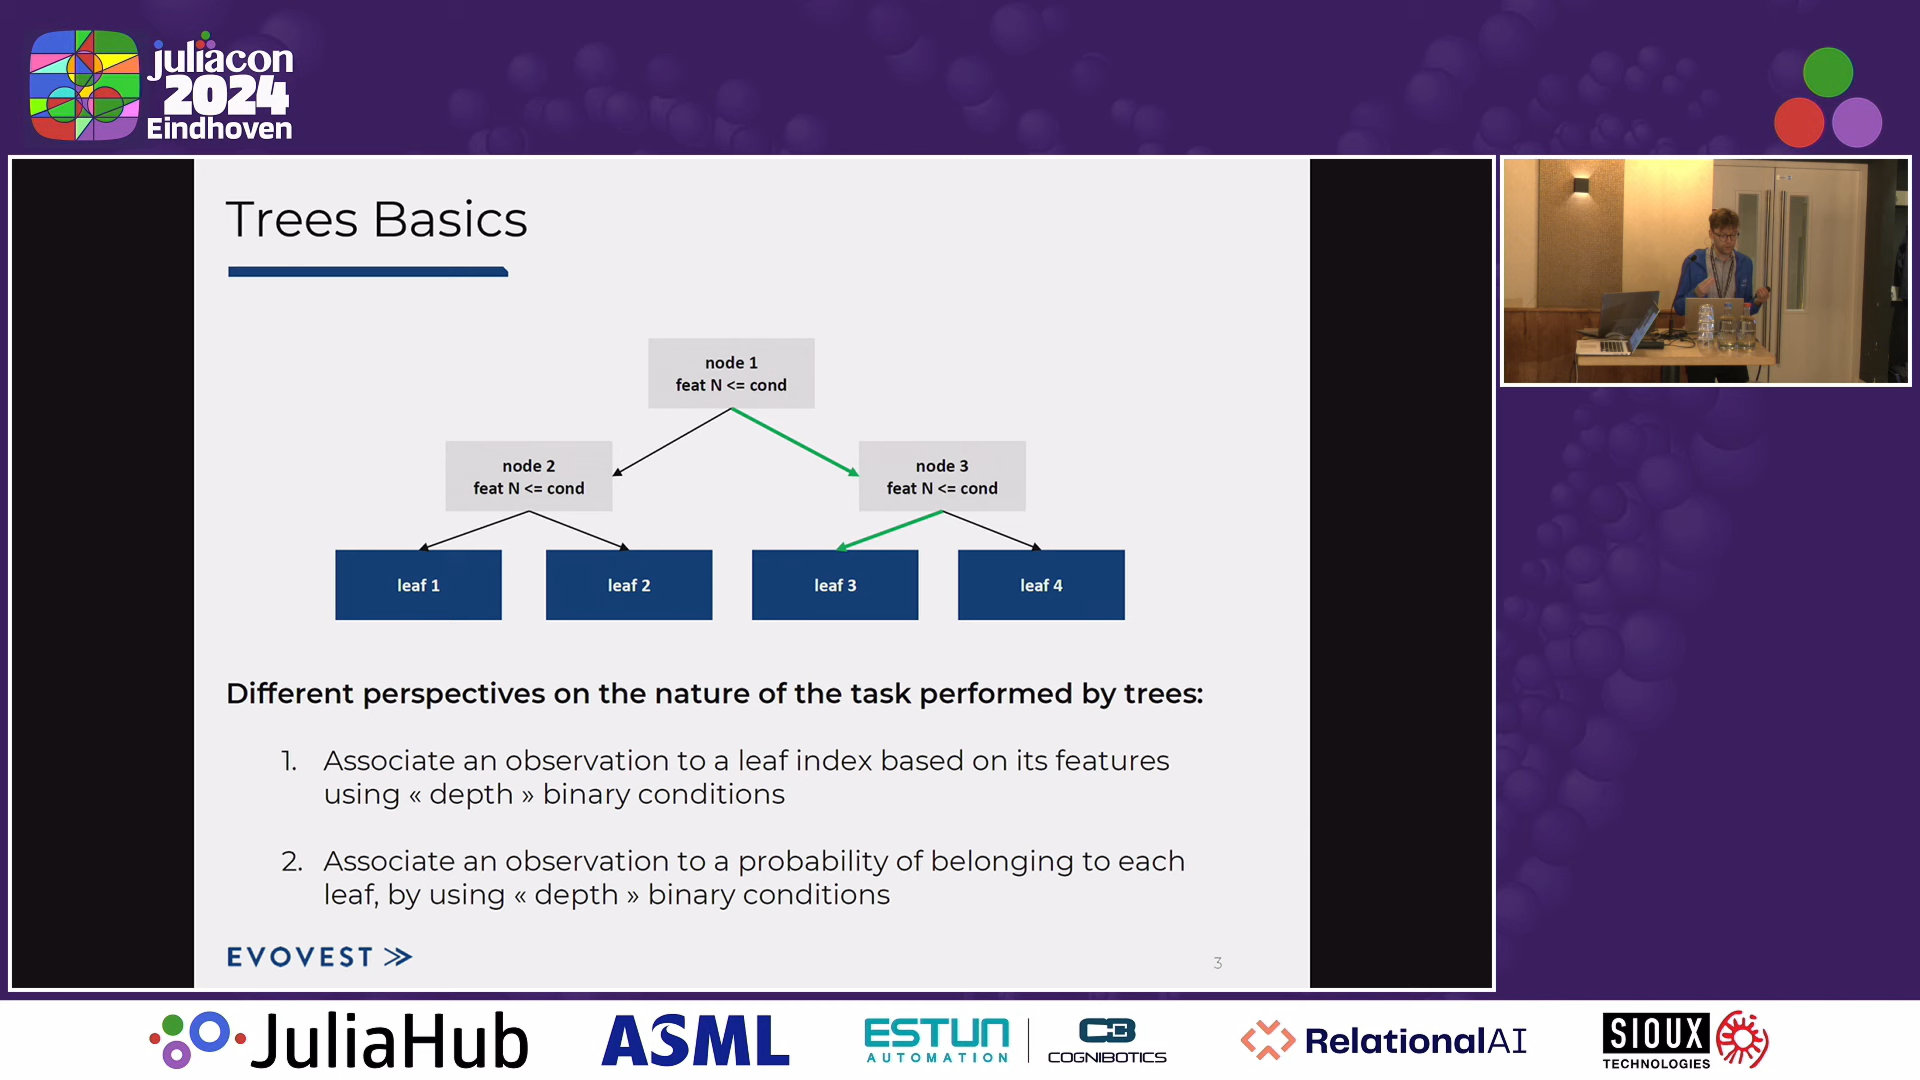 juliacon
2024
Eindhoven
Trees Basics
node 1
feat N <= cond
node 2
feat N <= cond
node 3
feat N <= cond
leaf 1
leaf 2
leaf 3
leaf 4
Different perspectives on the nature of the task performed by trees:
1. Associate an observation to a leaf index based on its features
using « depth » binary conditions
2. Associate an observation to a probability of belonging to each
leaf, by using « depth » binary conditions
EVOVEST
3
JuliaHub
ASML
ESTUN
AUTOMATION
COGNIBOTICS
RelationalAI
SIOUX
TECHNOLOGIES